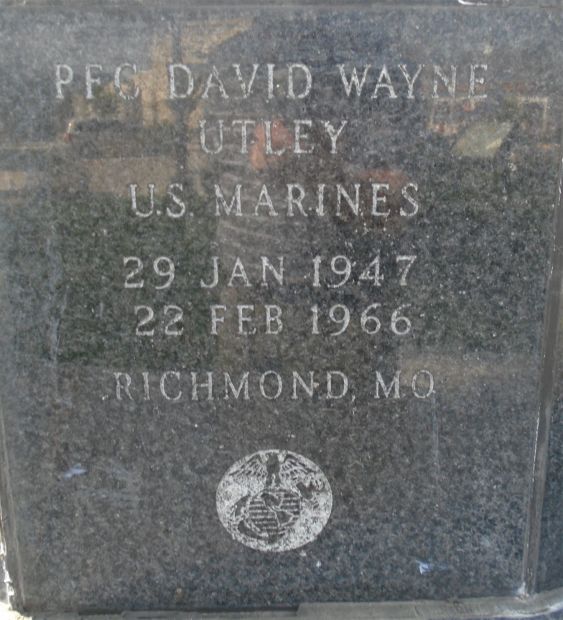 PFC DAVID WAYNE
UTLEY
U.S. MARINES
29 JAN 1947
22 FEB 1966
RICHMOND, MO